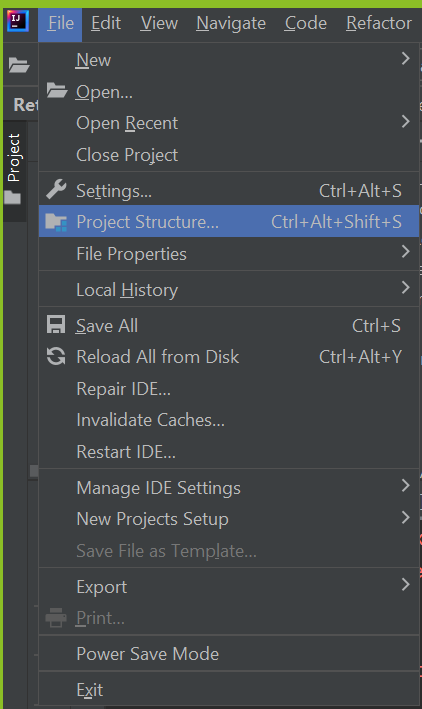 IJ
File Edit View Navigate Code Refactor
Project
New
Open...
Open Recent
Close Project
Settings... Ctrl+Alt+S
Project Structure... Ctrl+Alt+Shift+S
File Properties
Local History
Save All Ctrl+S
Reload All from Disk Ctrl+Alt+Y
Repair IDE...
Invalidate Caches...
Restart IDE...
Manage IDE Settings
New Projects Setup
Save File as Template...
Export
Print...
Power Save Mode
Exit